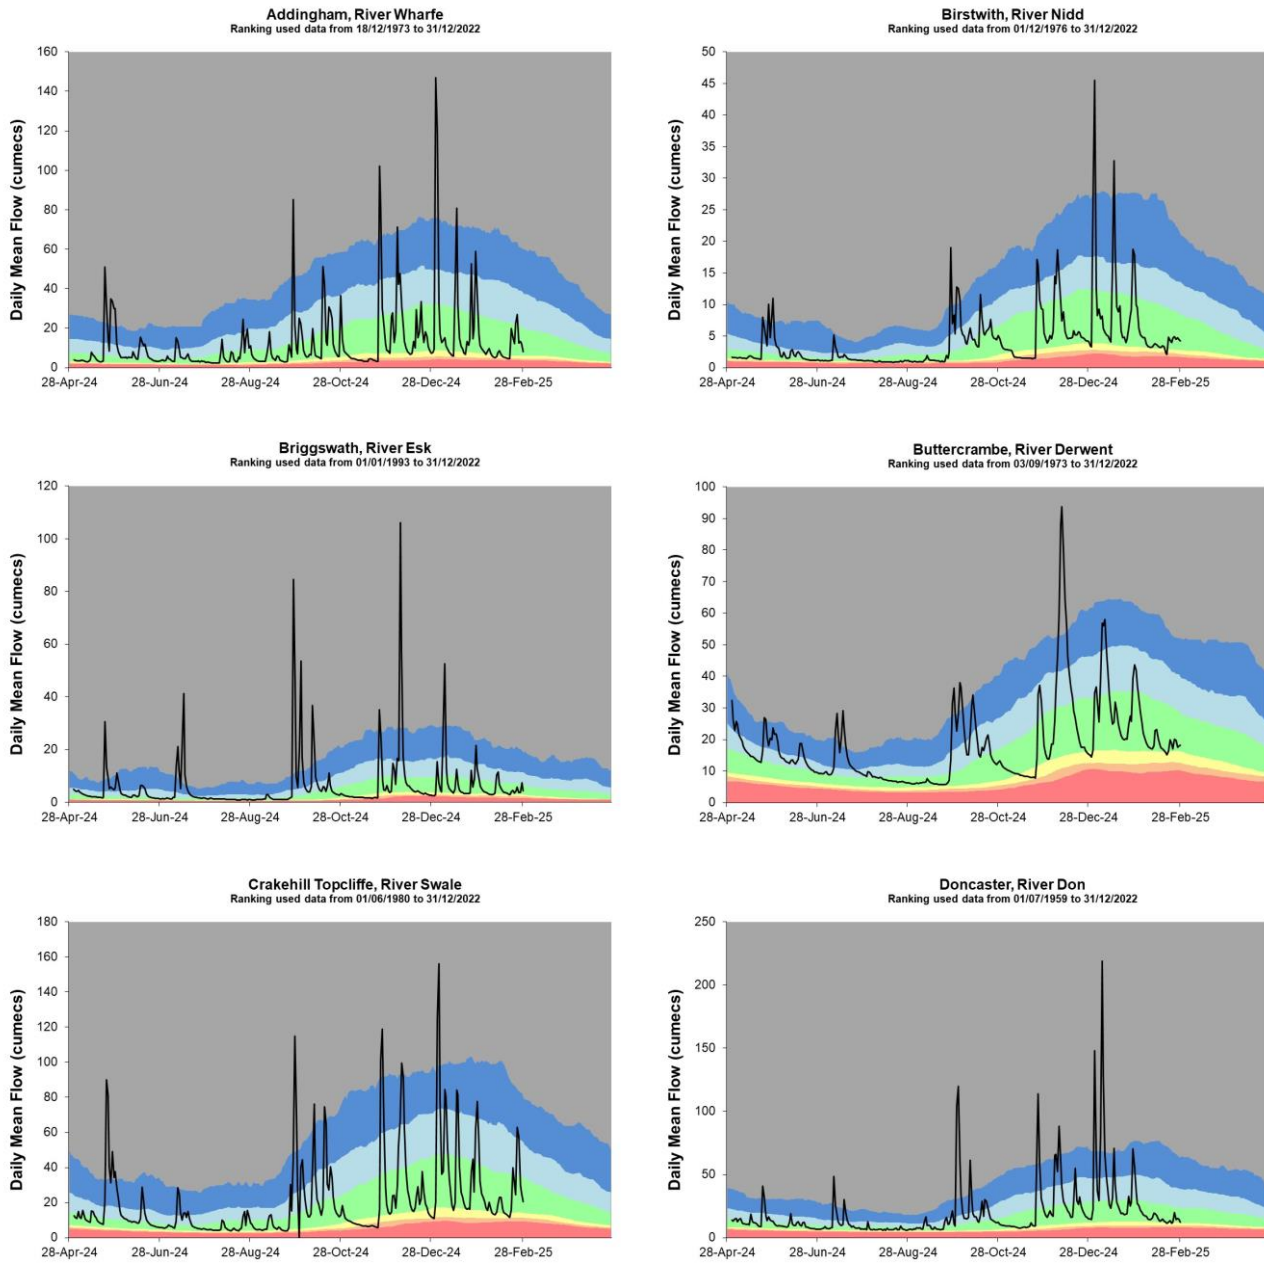 Addingham, River Wharfe
Ranking used data from 18/12/1973 to 31/12/2022
Daily Mean Flow (cumecs)
160
140
120
100
80
60
40
20
0
28-Apr-24 28-Jun-24 28-Aug-24 28-Oct-24 28-Dec-24 28-Feb-25
Birstwith, River Nidd
Ranking used data from 01/12/1976 to 31/12/2022
Daily Mean Flow (cumecs)
50
45
40
35
30
25
20
15
10
5
0
28-Apr-24 28-Jun-24 28-Aug-24 28-Oct-24 28-Dec-24 28-Feb-25
Briggswath, River Esk
Ranking used data from 01/01/1993 to 31/12/2022
Daily Mean Flow (cumecs)
120
100
80
60
40
20
0
28-Apr-24 28-Jun-24 28-Aug-24 28-Oct-24 28-Dec-24 28-Feb-25
Buttercrambe, River Derwent
Ranking used data from 03/09/1973 to 31/12/2022
Daily Mean Flow (cumecs)
100
90
80
70
60
50
40
30
20
10
0
28-Apr-24 28-Jun-24 28-Aug-24 28-Oct-24 28-Dec-24 28-Feb-25
Crakehill Topcliffe, River Swale
Ranking used data from 01/06/1980 to 31/12/2022
Daily Mean Flow (cumecs)
180
160
140
120
100
80
60
40
20
0
28-Apr-24 28-Jun-24 28-Aug-24 28-Oct-24 28-Dec-24 28-Feb-25
Doncaster, River Don
Ranking used data from 01/07/1959 to 31/12/2022
Daily Mean Flow (cumecs)
250
200
150
100
50
0
28-Apr-24 28-Jun-24 28-Aug-24 28-Oct-24 28-Dec-24 28-Feb-25